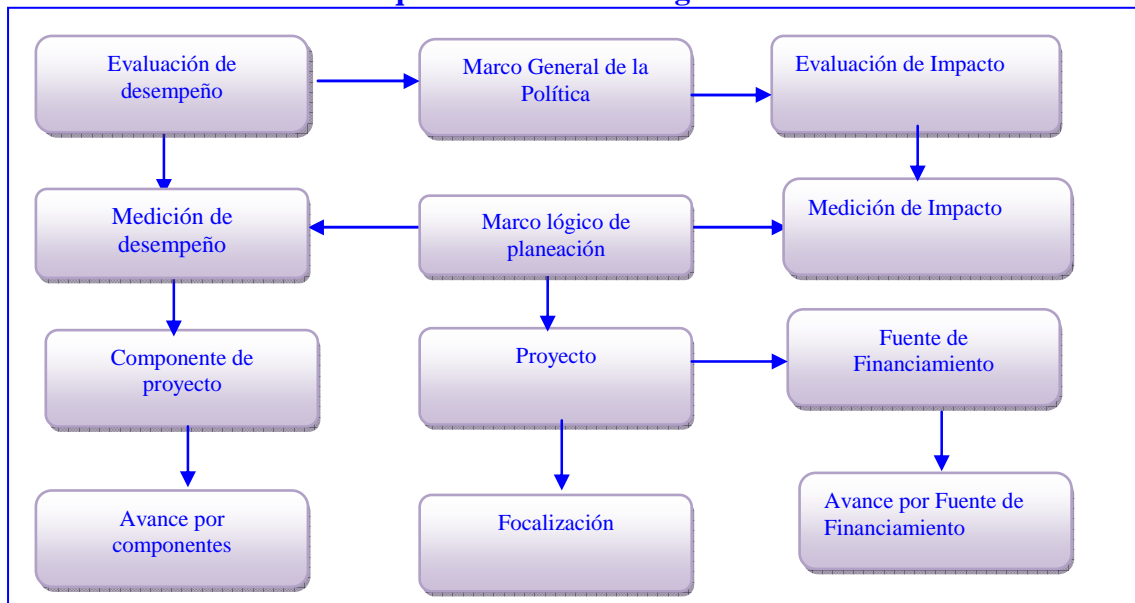 Evaluación de
desempeño
Marco General de la
Política
Evaluación de Impacto
Medición de
desempeño
Marco lógico de
planeación
Medición de Impacto
Componente de
proyecto
Proyecto
Fuente de
Financiamiento
Avance por
componentes
Focalización
Avance por Fuente de
Financiamiento